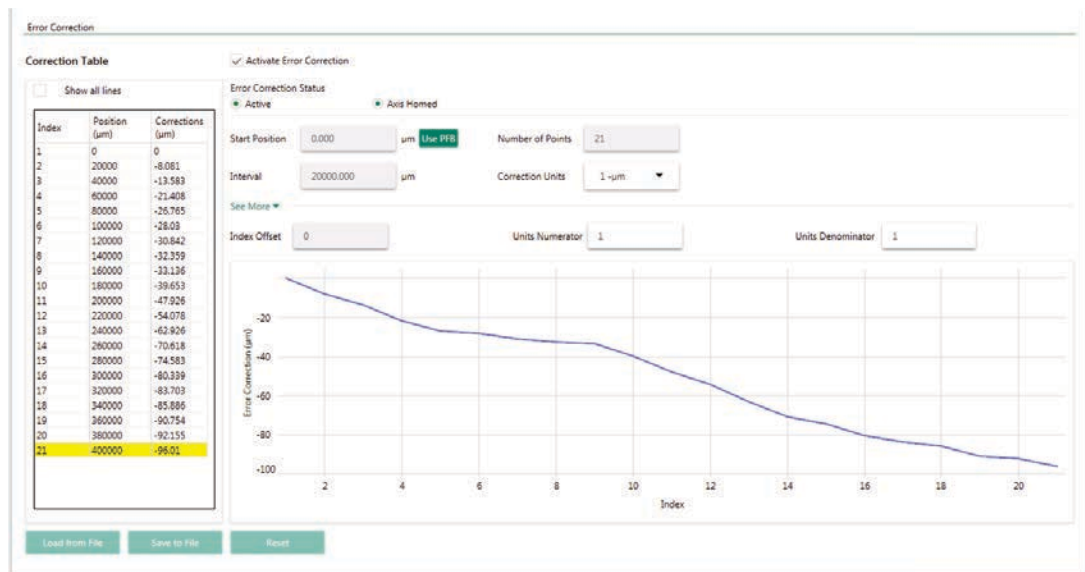 Error Correction
Correction Table
Activate Error Correction
Show all lines
Error Correction Status
Active
Axis Homed
Index Position (µm) Corrections (µm)
1 0 0
2 20000 -8.081
3 40000 -13.583
4 60000 -21.408
5 80000 -26.765
6 100000 -28.03
7 120000 -30.842
8 140000 -32.359
9 160000 -33.136
10 180000 -39.653
11 200000 -47.926
12 220000 -54.078
13 240000 -62.926
14 260000 -70.618
15 280000 -74.583
16 300000 -80.339
17 320000 -83.703
18 340000 -85.886
19 360000 -90.754
20 380000 -92.155
21 400000 -96.01
Start Position 0.000 µm Use PFB Number of Points 21
Interval 20000.000 µm Correction Units 1 -µm
See More
Index Offset 0 Units Numerator 1 Units Denominator 1
Error Correction (µm)
-20
-40
-60
-80
-100
2 4 6 8 10 12 14 16 18 20
Index
Load from File Save to File Reset